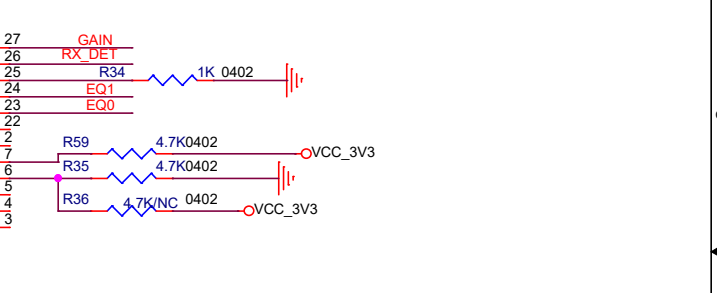 27 GAIN
26 RX_DET
25 R34 1K 0402
24 EQ1
23 EQ0
22
2 R59 4.7K0402
7 VCC_3V3
6 R35 4.7K0402
5
4 R36 4.7K/NC 0402 VCC_3V3
3